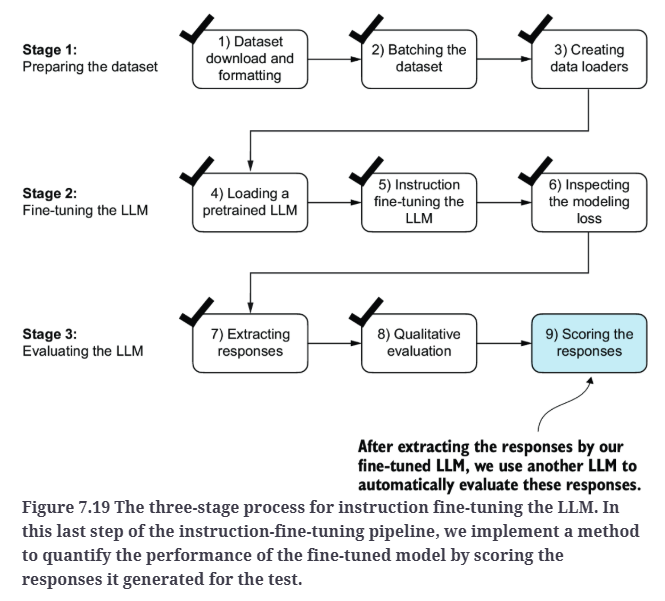 Stage 1:
Preparing the dataset
1) Dataset
download and
formatting
2) Batching the
dataset
3) Creating
data loaders
Stage 2:
Fine-tuning the LLM
4) Loading a
pretrained LLM
5) Instruction
fine-tuning the
LLM
6) Inspecting
the modeling
loss
Stage 3:
Evaluating the LLM
7) Extracting
responses
8) Qualitative
evaluation
9) Scoring the
responses
After extracting the responses by our
fine-tuned LLM, we use another LLM to
automatically evaluate these responses.
Figure 7.19 The three-stage process for instruction fine-tuning the LLM. In
this last step of the instruction-fine-tuning pipeline, we implement a method
to quantify the performance of the fine-tuned model by scoring the
responses it generated for the test.